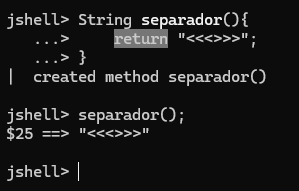 jshell> String separador(){
   ...>     return "<<<>>>";
   ...> }
|  created method separador()
jshell> separador();
$25 ==> "<<<>>>"
jshell>